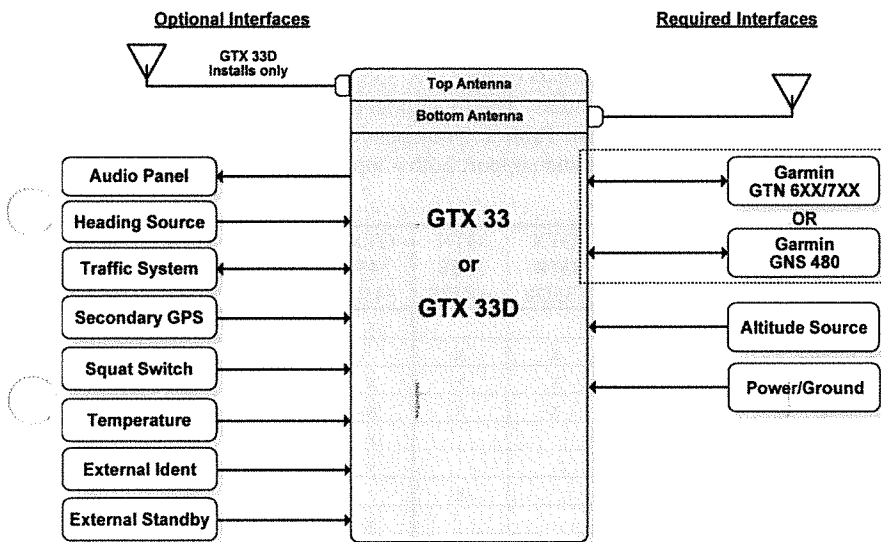 Optional Interfaces
Required Interfaces
GTX 33D
Installs only
Top Antenna
Bottom Antenna
Audio Panel
Heading Source
Traffic System
Secondary GPS
Squat Switch
Temperature
External Ident
External Standby
GTX 33
or
GTX 33D
Garmin
GTN 6XX/7XX
OR
Garmin
GNS 480
Altitude Source
Power/Ground